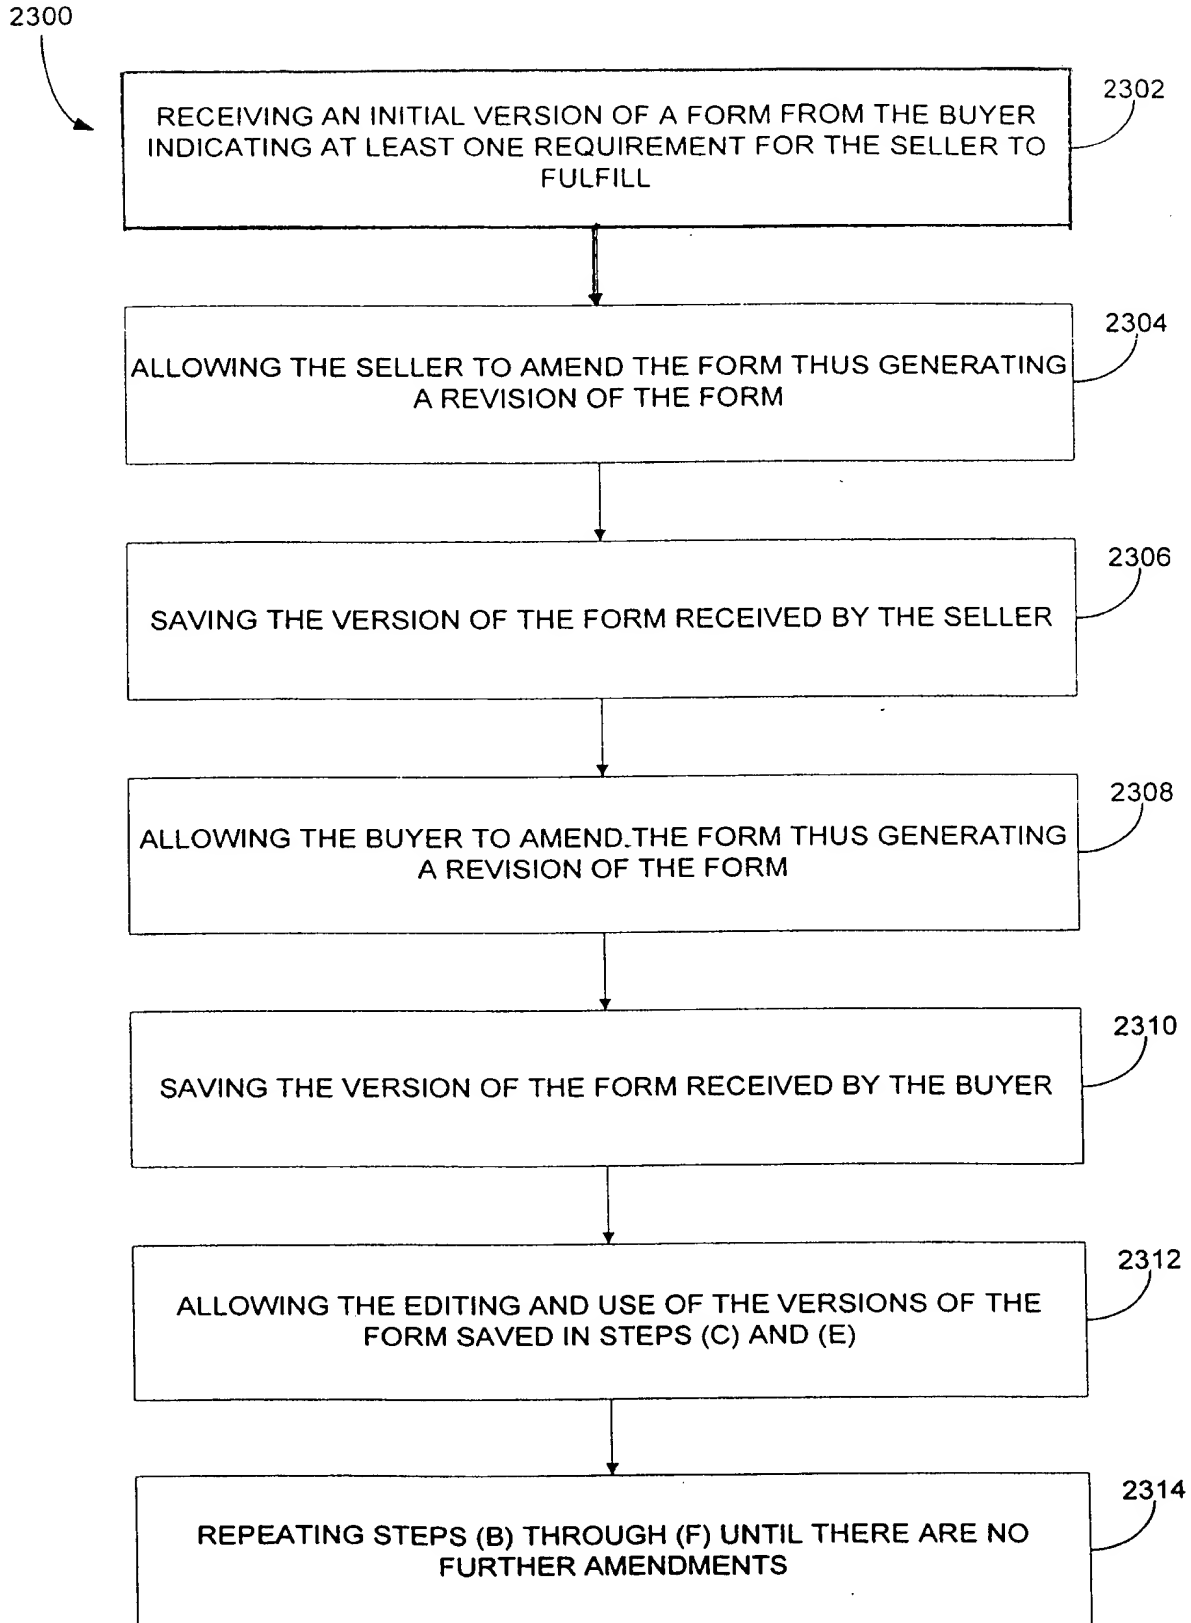 2300
2302
RECEIVING AN INITIAL VERSION OF A FORM FROM THE BUYER
INDICATING AT LEAST ONE REQUIREMENT FOR THE SELLER TO
FULFILL
2304
ALLOWING THE SELLER TO AMEND THE FORM THUS GENERATING
A REVISION OF THE FORM
2306
SAVING THE VERSION OF THE FORM RECEIVED BY THE SELLER
2308
ALLOWING THE BUYER TO AMEND THE FORM THUS GENERATING
A REVISION OF THE FORM
2310
SAVING THE VERSION OF THE FORM RECEIVED BY THE BUYER
2312
ALLOWING THE EDITING AND USE OF THE VERSIONS OF THE
FORM SAVED IN STEPS (C) AND (E)
2314
REPEATING STEPS (B) THROUGH (F) UNTIL THERE ARE NO
FURTHER AMENDMENTS